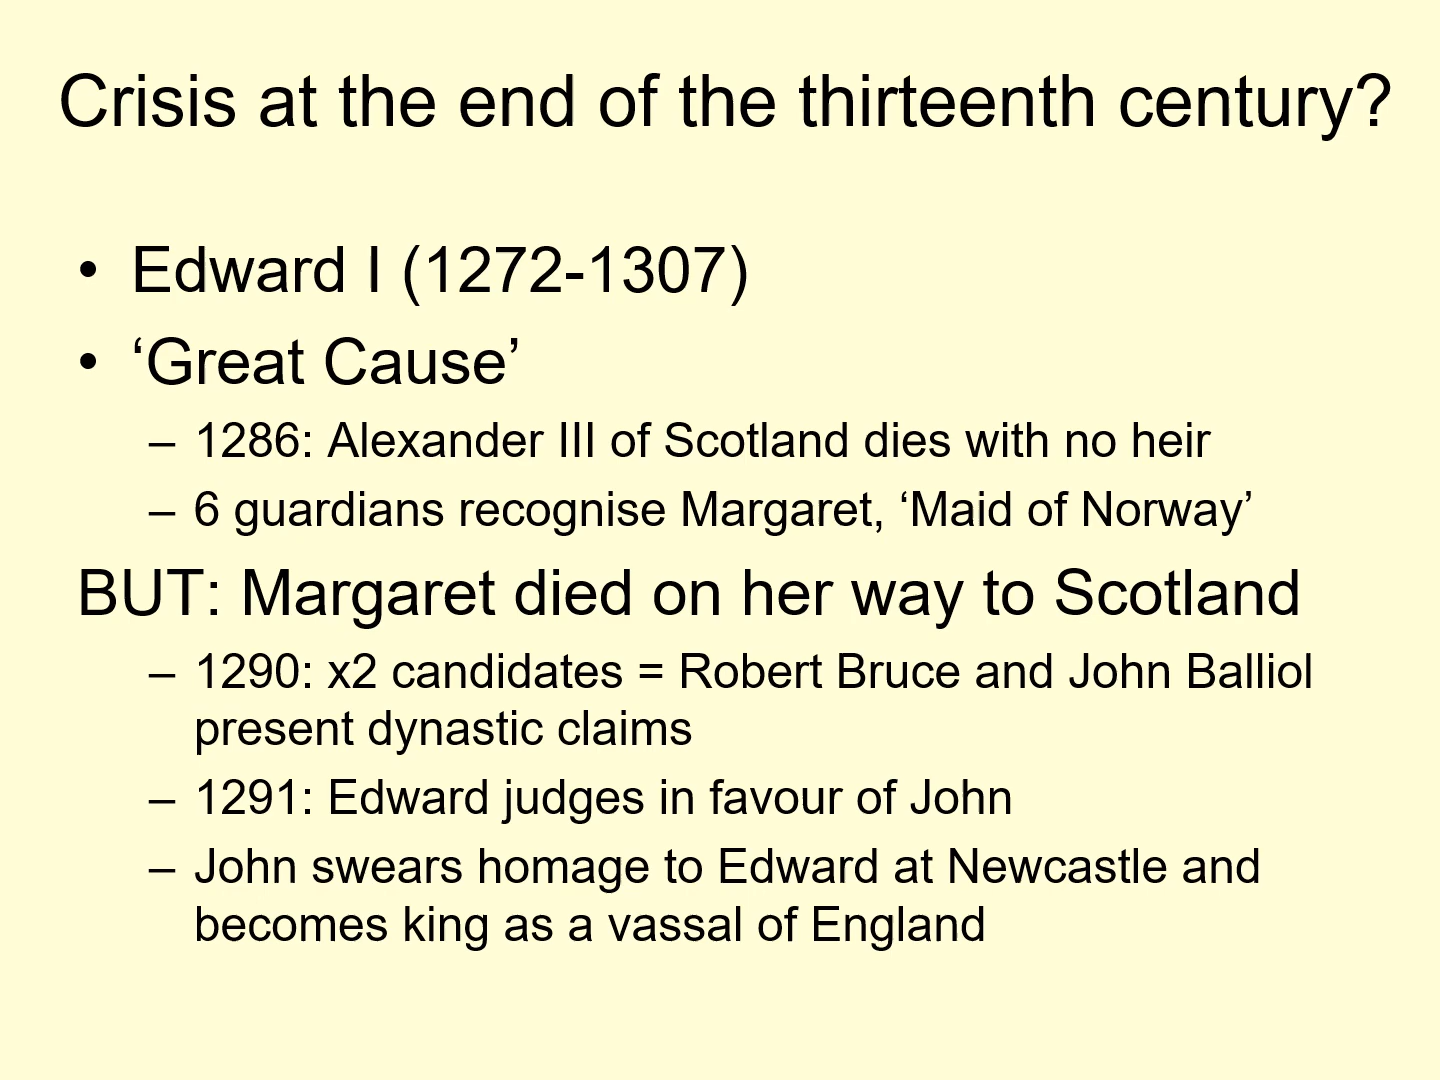 Crisis at the end of the thirteenth century?
• Edward I (1272-1307)
• ‘Great Cause’
– 1286: Alexander III of Scotland dies with no heir
– 6 guardians recognise Margaret, ‘Maid of Norway’
BUT: Margaret died on her way to Scotland
– 1290: x2 candidates = Robert Bruce and John Balliol
present dynastic claims
– 1291: Edward judges in favour of John
– John swears homage to Edward at Newcastle and
becomes king as a vassal of England